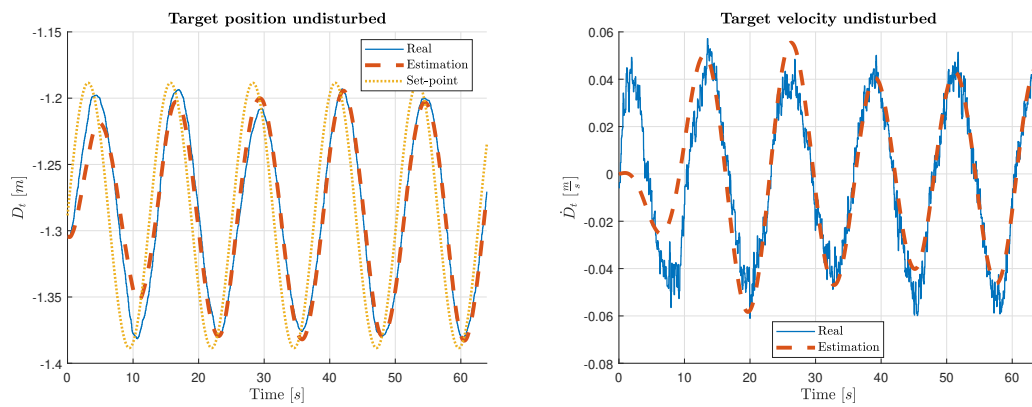 Target position undisturbed
-1.15
-1.2
-1.25
-1.3
-1.35
-1.4
D_t [m]
0 10 20 30 40 50 60
Time [s]
Real
Estimation
Set-point
Target velocity undisturbed
0.06
0.04
0.02
0
-0.02
-0.04
-0.06
-0.08
Ḋ_t [m/s]
0 10 20 30 40 50 60
Time [s]
Real
Estimation